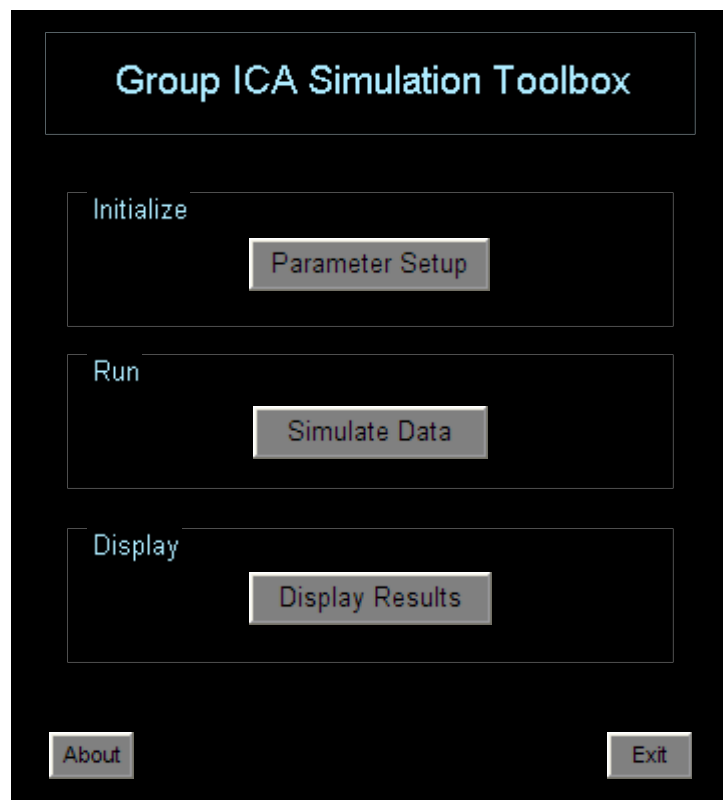 Group ICA Simulation Toolbox
Initialize
Parameter Setup
Run
Simulate Data
Display
Display Results
About
Exit